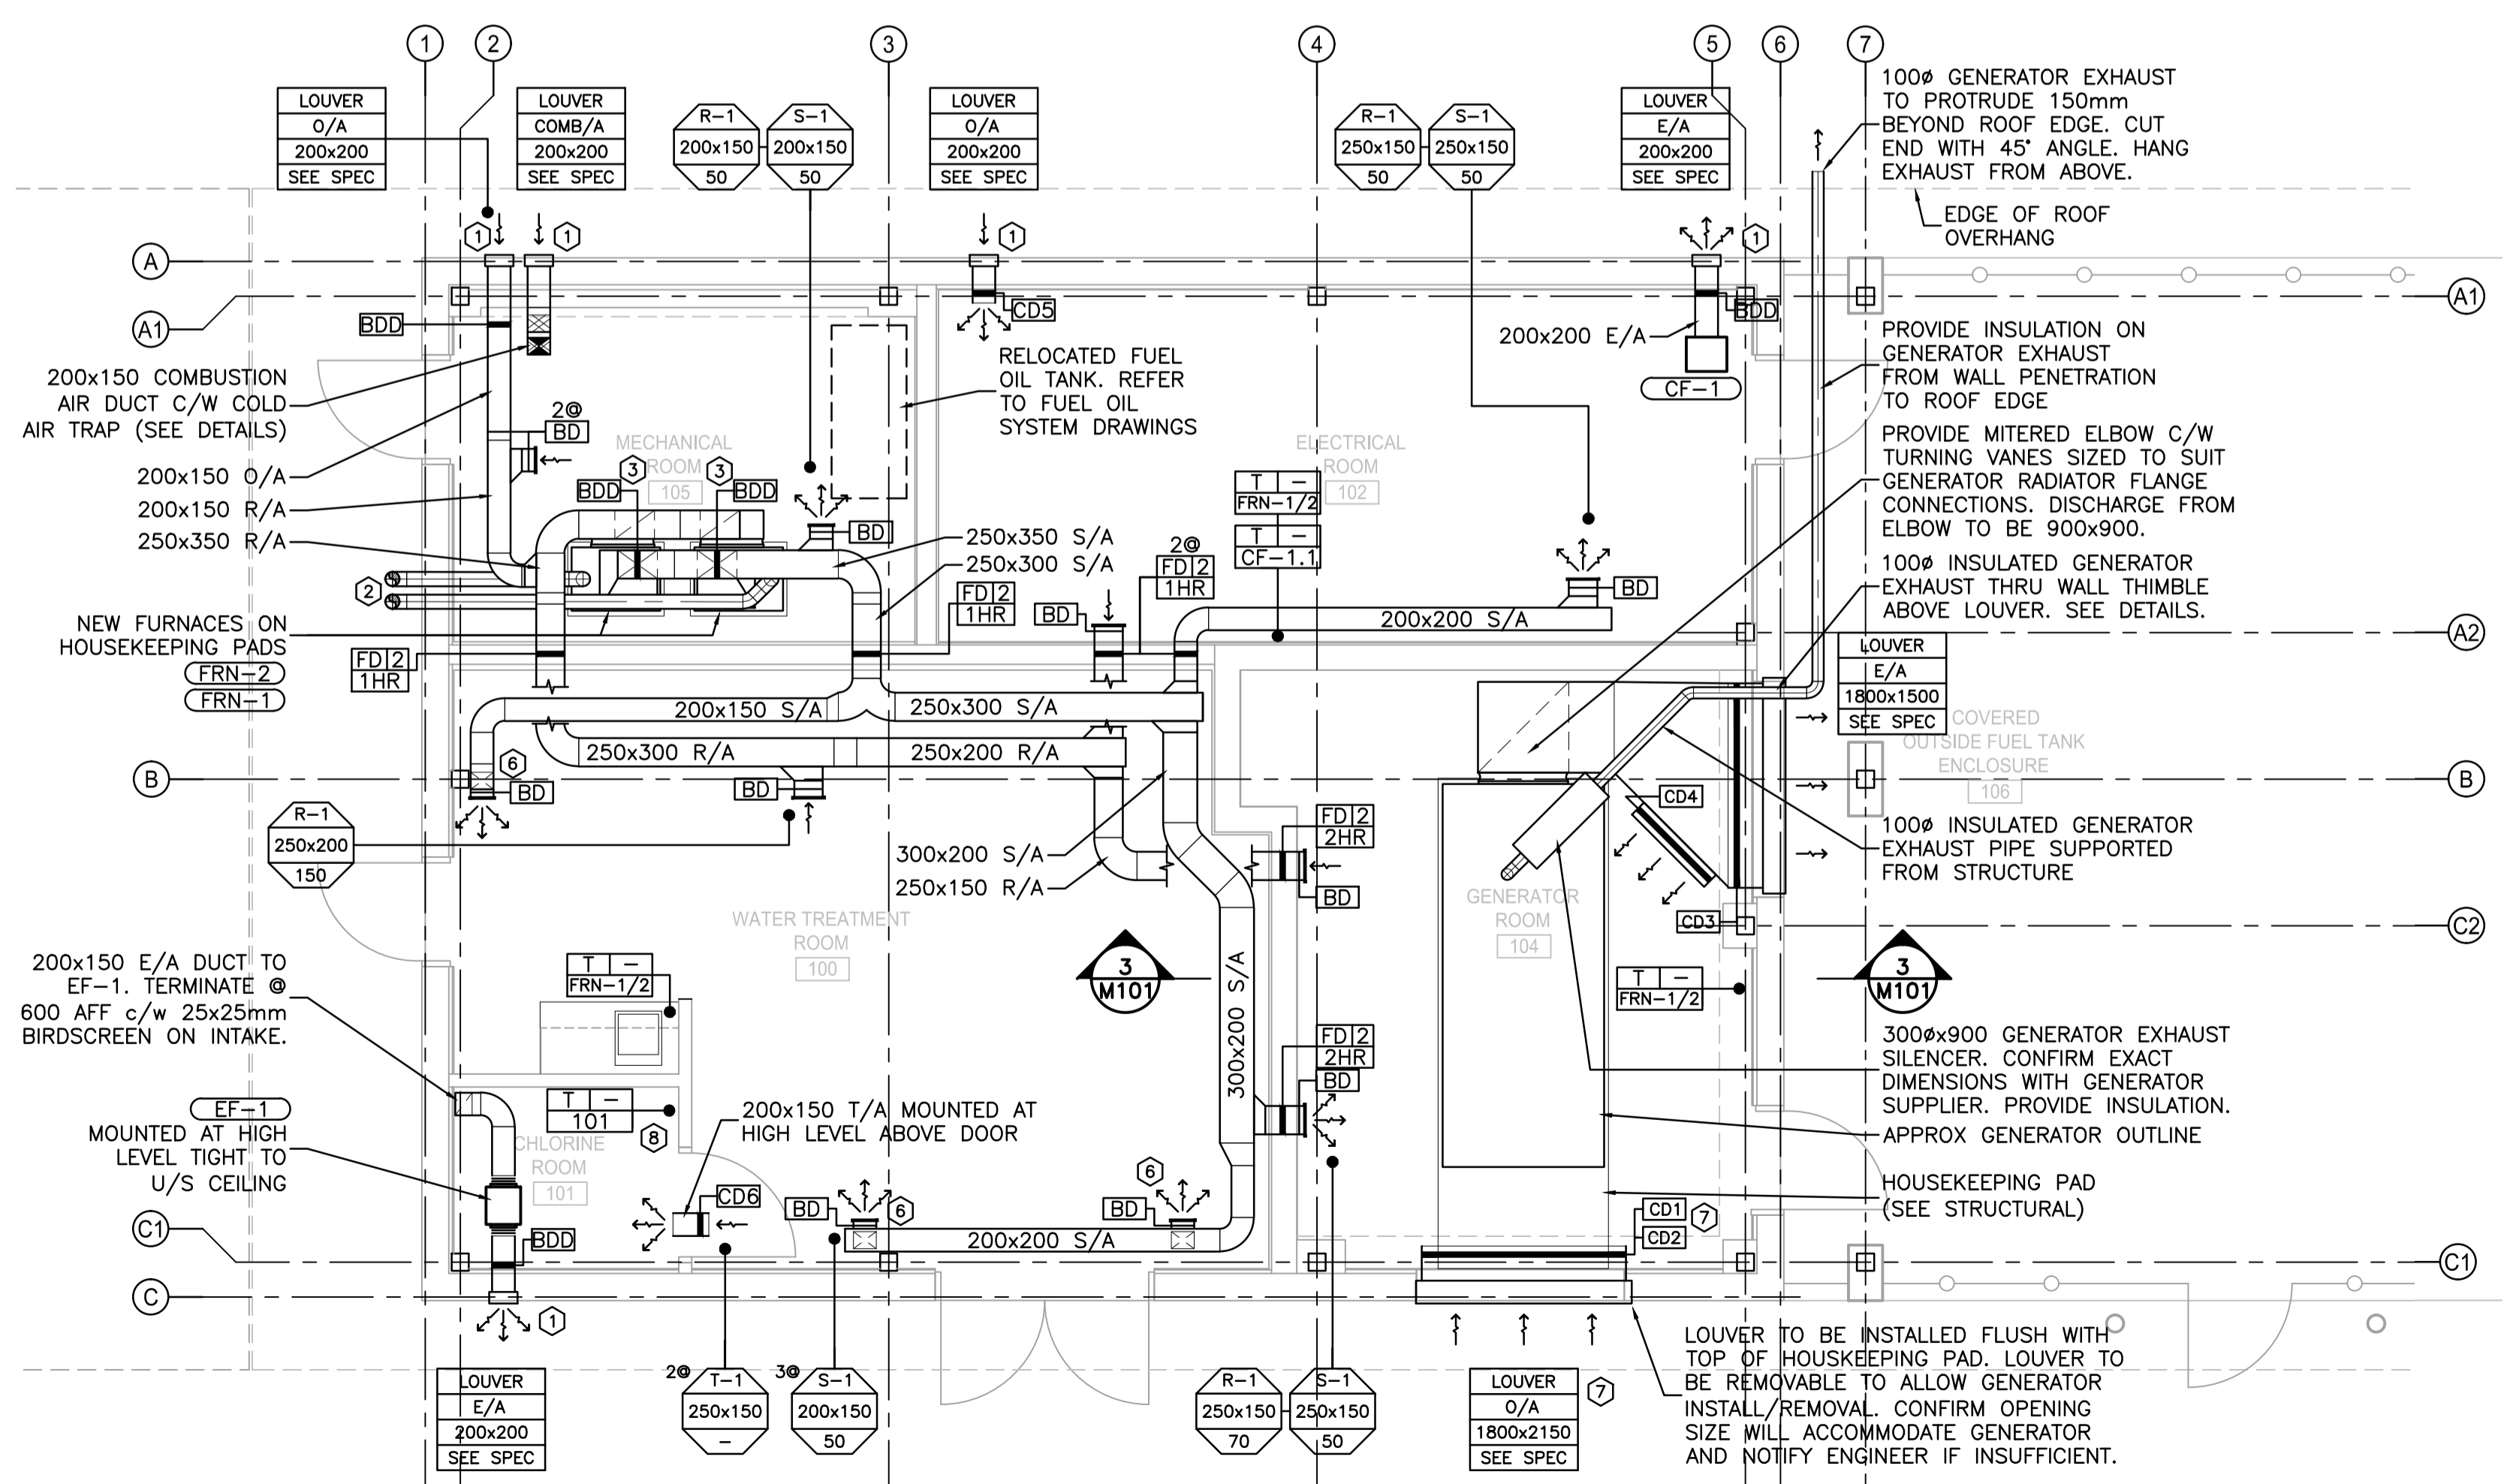 1
2
3
4
5
6
7
LOUVER
O/A
200x200
SEE SPEC
LOUVER
COMB/A
200x200
SEE SPEC
R-1
200x150
50
S-1
200x150
50
LOUVER
O/A
200x200
SEE SPEC
R-1
250x150
50
S-1
250x150
50
LOUVER
E/A
200x200
SEE SPEC
100ø GENERATOR EXHAUST
TO PROTRUDE 150mm
BEYOND ROOF EDGE. CUT
END WITH 45° ANGLE. HANG
EXHAUST FROM ABOVE.
EDGE OF ROOF
OVERHANG
1
1
1
1
A
A1
A1
BDD
CD5
BDD
200x200 E/A
CF-1
RELOCATED FUEL
OIL TANK. REFER
TO FUEL OIL
SYSTEM DRAWINGS
PROVIDE INSULATION ON
GENERATOR EXHAUST
FROM WALL PENETRATION
TO ROOF EDGE
200x150 COMBUSTION
AIR DUCT C/W COLD
AIR TRAP (SEE DETAILS)
2@
BD
MECHANICAL
ROOM
105
ELECTRICAL
ROOM
102
PROVIDE MITERED ELBOW C/W
TURNING VANES SIZED TO SUIT
GENERATOR RADIATOR FLANGE
CONNECTIONS. DISCHARGE FROM
ELBOW TO BE 900x900.
200x150 O/A
200x150 R/A
250x350 R/A
3
3
BDD
BDD
BD
T –
FRN-1/2
T –
CF-1.1
250x350 S/A
250x300 S/A
2@
FD 2
1HR
FD 2
1HR
BD
BD
200x200 S/A
100ø INSULATED GENERATOR
EXHAUST THRU WALL THIMBLE
ABOVE LOUVER. SEE DETAILS.
2
NEW FURNACES ON
HOUSEKEEPING PADS
FRN-2
FRN-1
FD 2
1HR
A2
LOUVER
E/A
1800x1500
SEE SPEC
200x150 S/A
250x300 S/A
250x300 R/A
250x200 R/A
COVERED
OUTSIDE FUEL TANK
ENCLOSURE
106
6
B
B
BD
BD
CD4
R-1
250x200
150
FD 2
2HR
BD
300x200 S/A
250x150 R/A
100ø INSULATED GENERATOR
EXHAUST PIPE SUPPORTED
FROM STRUCTURE
GENERATOR
ROOM
104
WATER TREATMENT
ROOM
100
CD3
C2
200x150 E/A DUCT TO
EF-1. TERMINATE @
600 AFF c/w 25x25mm
BIRDSCREEN ON INTAKE.
T –
FRN-1/2
3
M101
300x200 S/A
T –
FRN-1/2
3
M101
FD 2
2HR
BD
300øx900 GENERATOR EXHAUST
SILENCER. CONFIRM EXACT
DIMENSIONS WITH GENERATOR
SUPPLIER. PROVIDE INSULATION.
APPROX GENERATOR OUTLINE
EF-1
MOUNTED AT HIGH
LEVEL TIGHT TO
U/S CEILING
T –
101
8
CHLORINE
ROOM
101
200x150 T/A MOUNTED AT
HIGH LEVEL ABOVE DOOR
CD6
BD
6
BD
6
200x200 S/A
HOUSEKEEPING PAD
(SEE STRUCTURAL)
CD1
CD2
7
C1
C1
BDD
C
1
LOUVER
E/A
200x200
SEE SPEC
2@
T-1
250x150
–
3@
S-1
200x150
50
R-1
250x150
70
S-1
250x150
50
LOUVER
O/A
1800x2150
SEE SPEC
7
LOUVER TO BE INSTALLED FLUSH WITH
TOP OF HOUSKEEPING PAD. LOUVER TO
BE REMOVABLE TO ALLOW GENERATOR
INSTALL/REMOVAL. CONFIRM OPENING
SIZE WILL ACCOMMODATE GENERATOR
AND NOTIFY ENGINEER IF INSUFFICIENT.